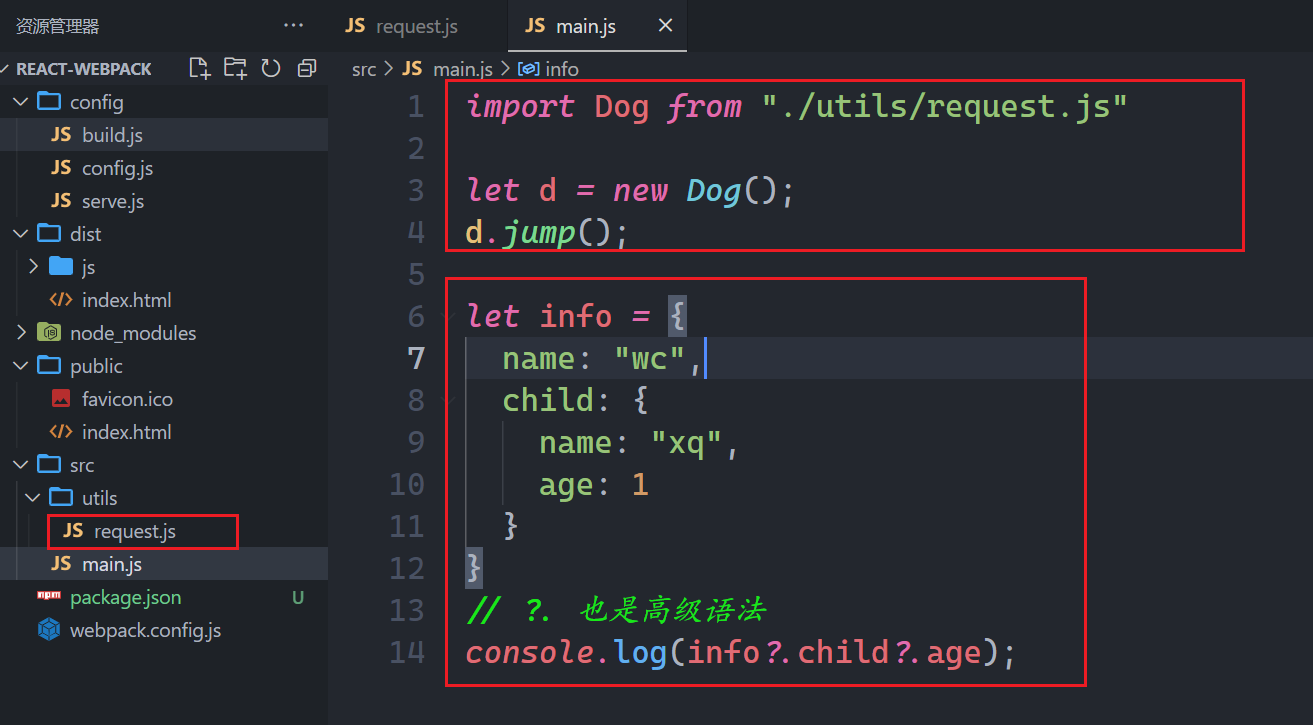 资源管理器 ···
JS request.js
JS main.js ×
REACT-WEBPACK
config
JS build.js
JS config.js
JS serve.js
dist
js
<> index.html
node_modules
public
favicon.ico
<> index.html
src
utils
JS request.js
JS main.js
npm package.json U
webpack.config.js
src > JS main.js > info
1 import Dog from "./utils/request.js"
2
3 let d = new Dog();
4 d.jump();
5
6 let info = {
7 name: "wc",
8 child: {
9 name: "xq",
10 age: 1
11 }
12 }
13 // ?. 也是高级语法
14 console.log(info?.child?.age);